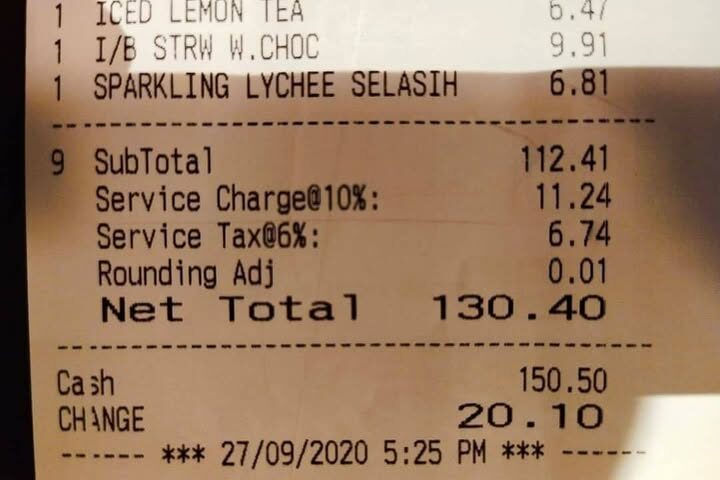 1 ICED LEMON TEA 6.47
1 I/B STRW W.CHOC 9.91
1 SPARKLING LYCHEE SELASIH 6.81
9 SubTotal 112.41
Service Charge@10%: 11.24
Service Tax@6%: 6.74
Rounding Adj 0.01
Net Total 130.40
Cash 150.50
CHANGE 20.10
------ *** 27/09/2020 5:25 PM *** ------